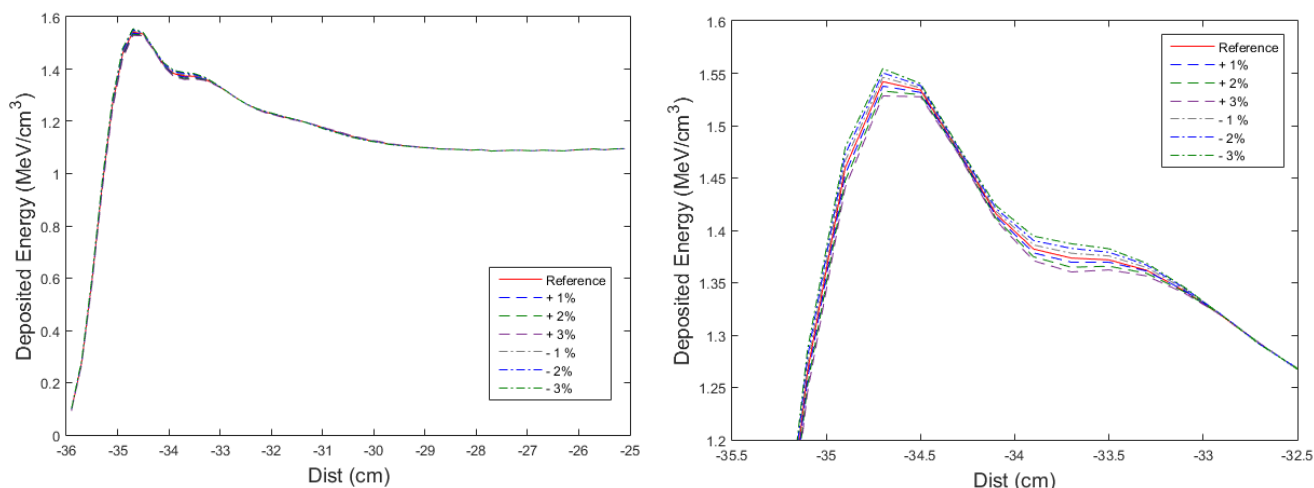 1.6
1.4
1.2
1
0.8
0.6
0.4
0.2
0
Deposited Energy (MeV/cm³)
Reference
+ 1%
+ 2%
+ 3%
- 1 %
- 2%
- 3%
-36 -35 -34 -33 -32 -31 -30 -29 -28 -27 -26 -25
Dist (cm)
1.6
1.55
1.5
1.45
1.4
1.35
1.3
1.25
1.2
Deposited Energy (MeV/cm³)
Reference
+ 1%
+ 2%
+ 3%
- 1 %
- 2%
- 3%
-35.5 -35 -34.5 -34 -33.5 -33 -32.5
Dist (cm)